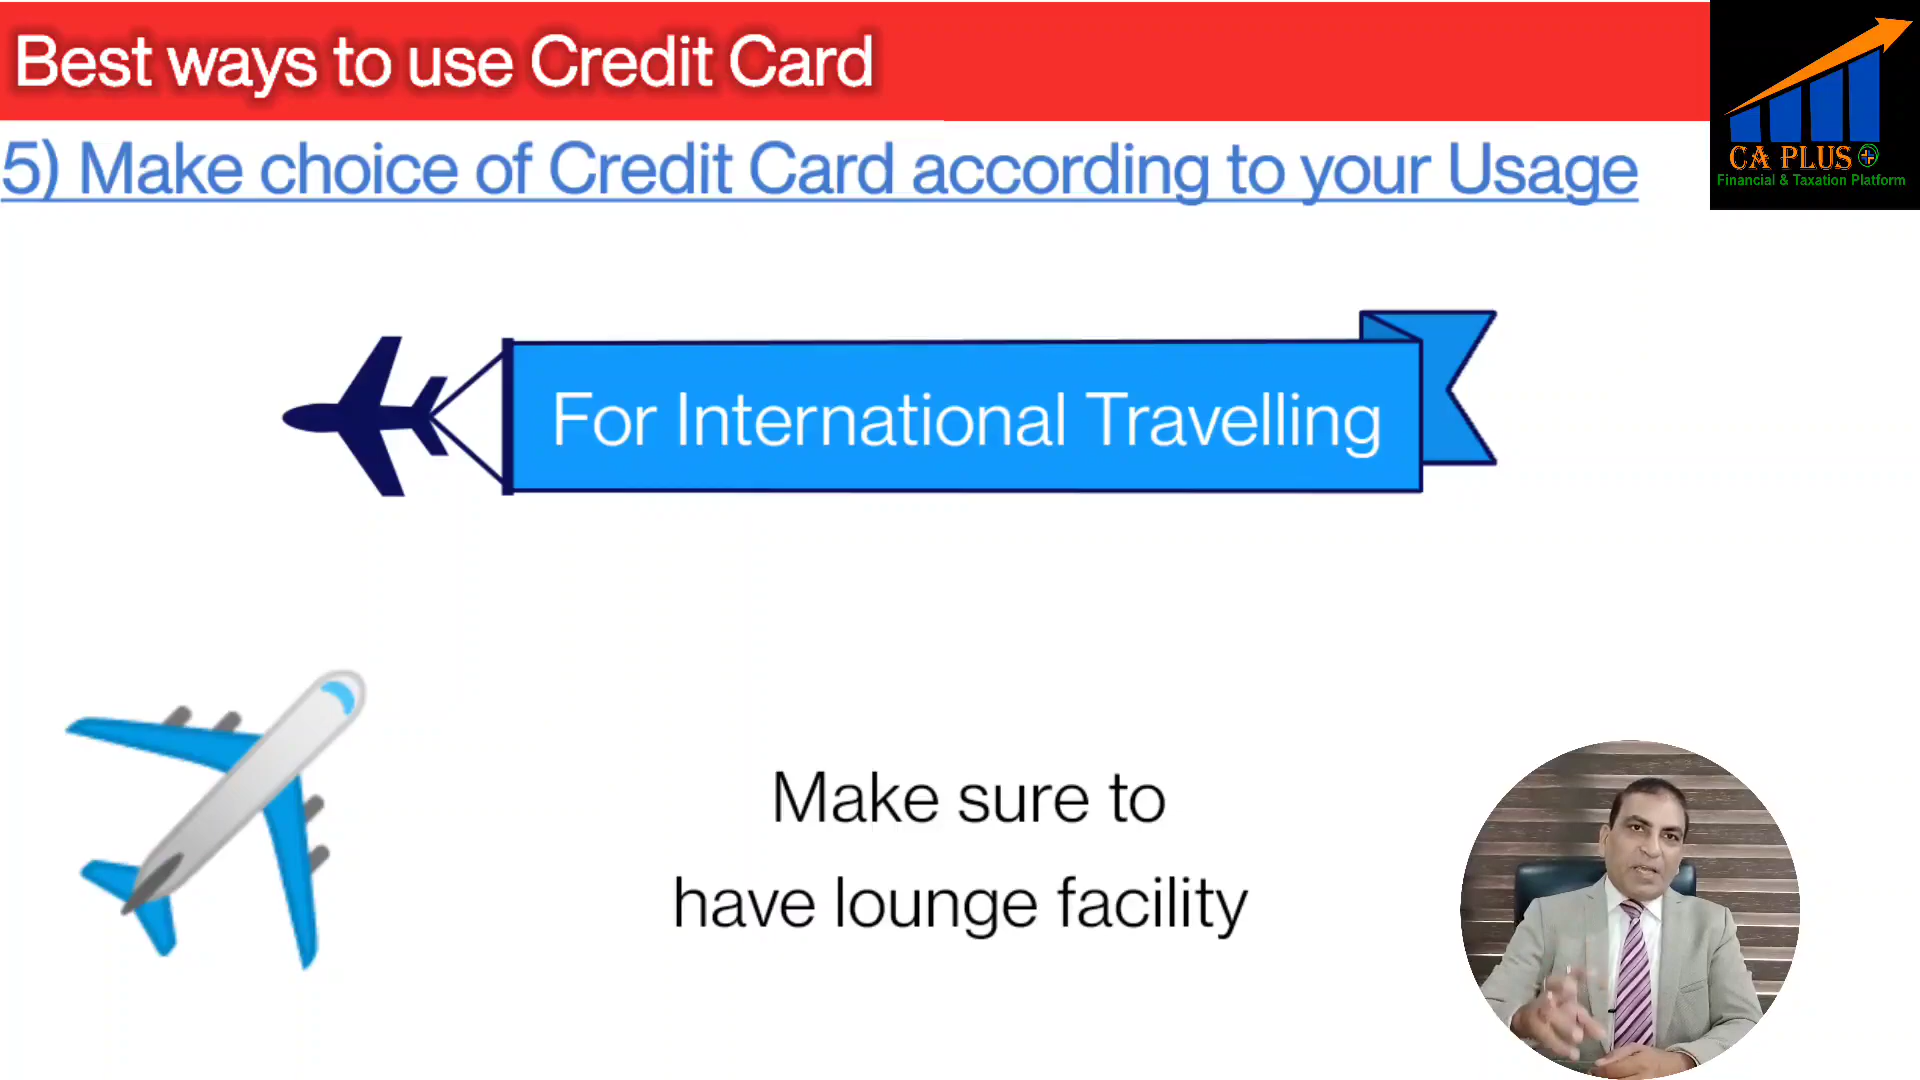 Best ways to use Credit Card
5) Make choice of Credit Card according to your Usage
CA PLUS
Financial & Taxation Platform
For International Travelling
Make sure to
have lounge facility